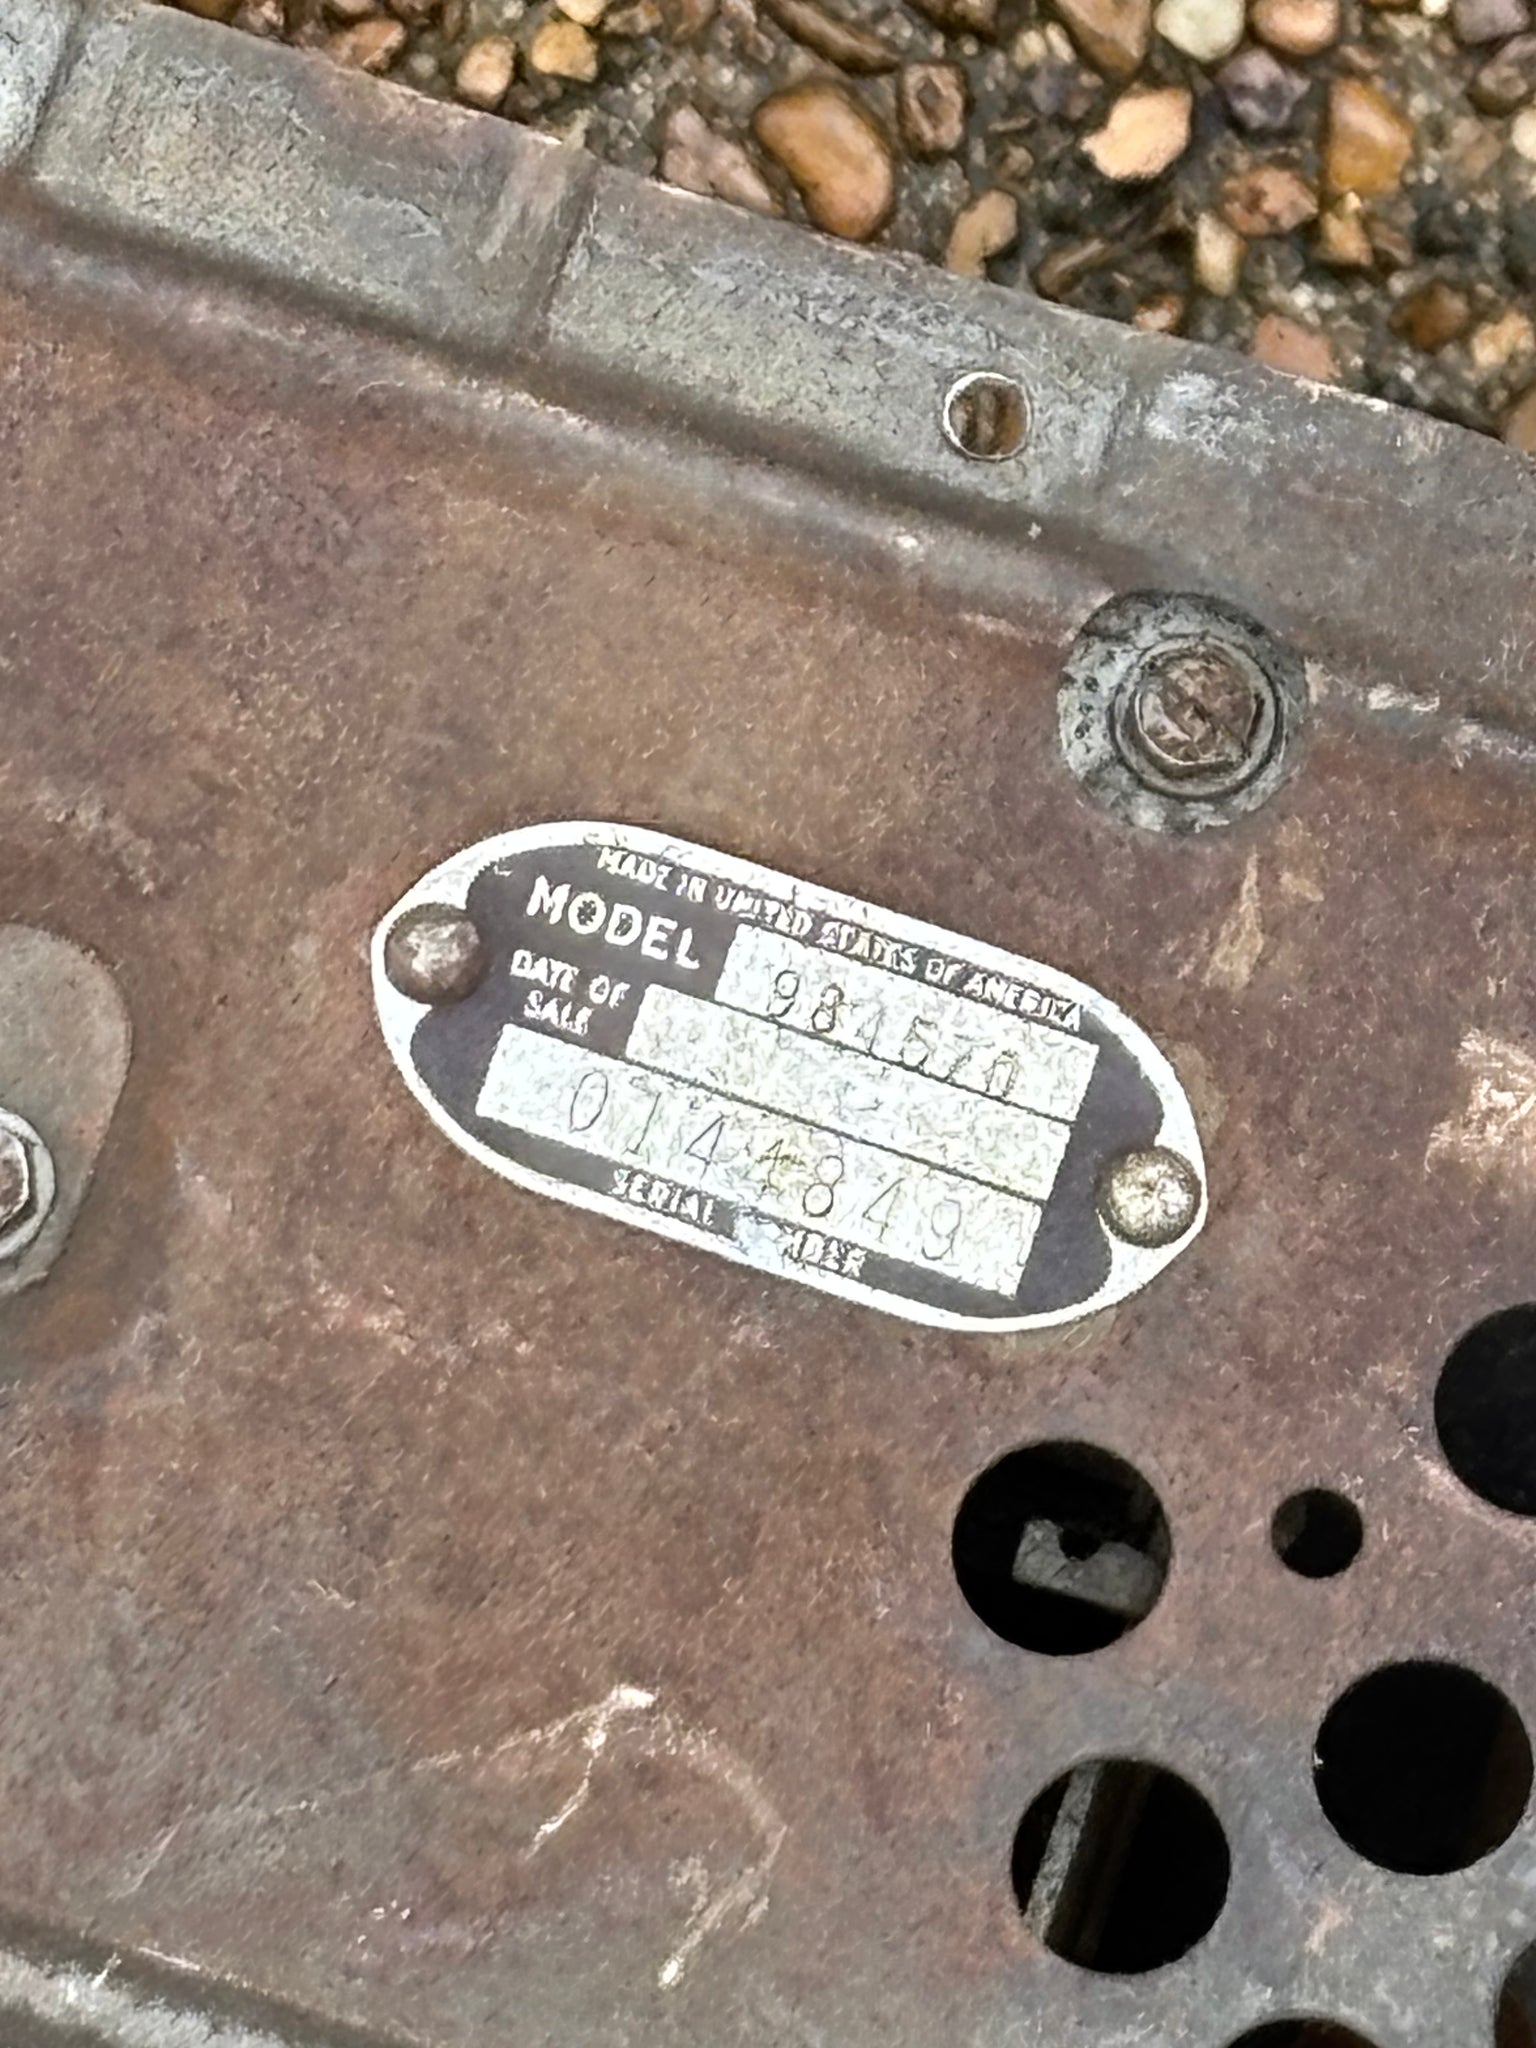 MADE IN UNITED STATES OF AMERICA
MODEL 984570
DATE OF
SALE
0144849
SERIAL